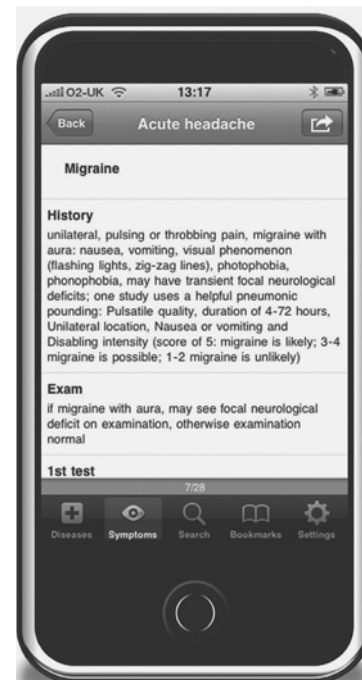 O2-UK 13:17
Back Acute headache
Migraine
History
unilateral, pulsing or throbbing pain, migraine with
aura: nausea, vomiting, visual phenomenon
(flashing lights, zig-zag lines), photophobia,
phonophobia, may have transient focal neurological
deficits; one study uses a helpful pneumonic
pounding: Pulsatile quality, duration of 4-72 hours,
Unilateral location, Nausea or vomiting and
Disabling intensity (score of 5: migraine is likely; 3-4
migraine is possible; 1-2 migraine is unlikely)
Exam
if migraine with aura, may see focal neurological
deficit on examination, otherwise examination
normal
1st test
7/28
Diseases Symptoms Search Bookmarks Settings